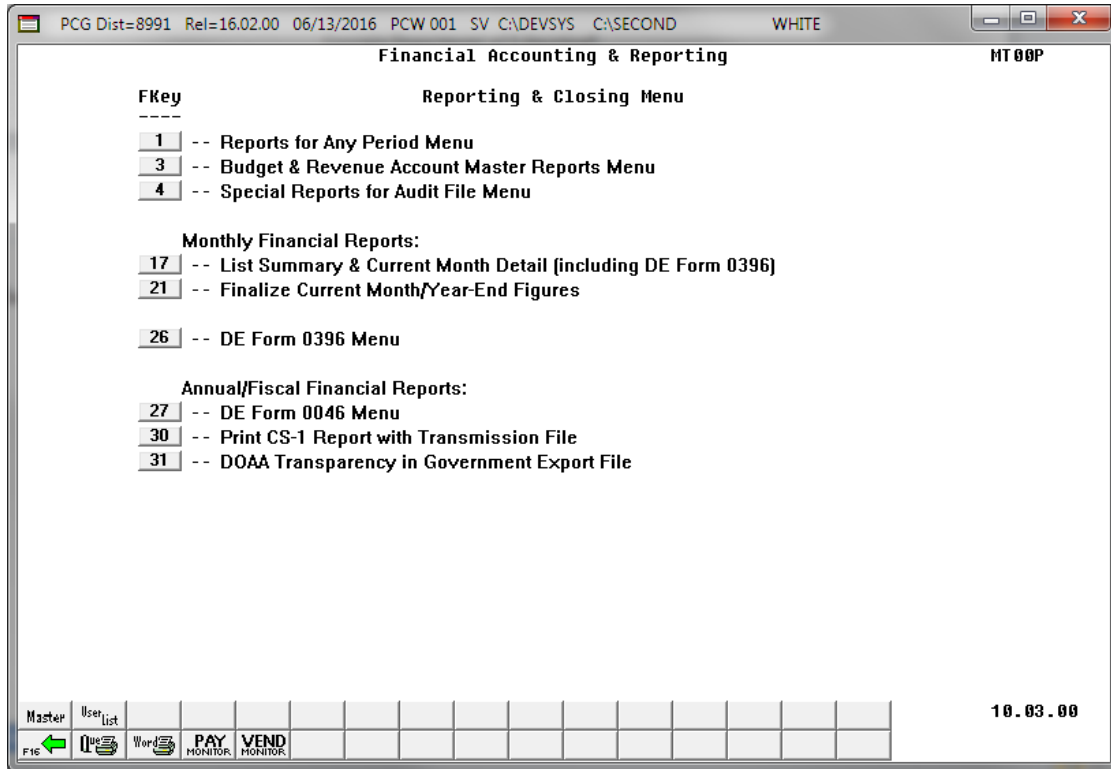 PCG Dist=8991 Rel=16.02.00 06/13/2016 PCW 001 SV C:\DEVSYS C:\SECOND WHITE
Financial Accounting & Reporting MT00P
FKey Reporting & Closing Menu
----
1 -- Reports for Any Period Menu
3 -- Budget & Revenue Account Master Reports Menu
4 -- Special Reports for Audit File Menu
Monthly Financial Reports:
17 -- List Summary & Current Month Detail (including DE Form 0396)
21 -- Finalize Current Month/Year-End Figures
26 -- DE Form 0396 Menu
Annual/Fiscal Financial Reports:
27 -- DE Form 0046 Menu
30 -- Print CS-1 Report with Transmission File
31 -- DOAA Transparency in Government Export File
Master User List 10.03.00
F16 Que Word PAY MONITOR VEND MONITOR